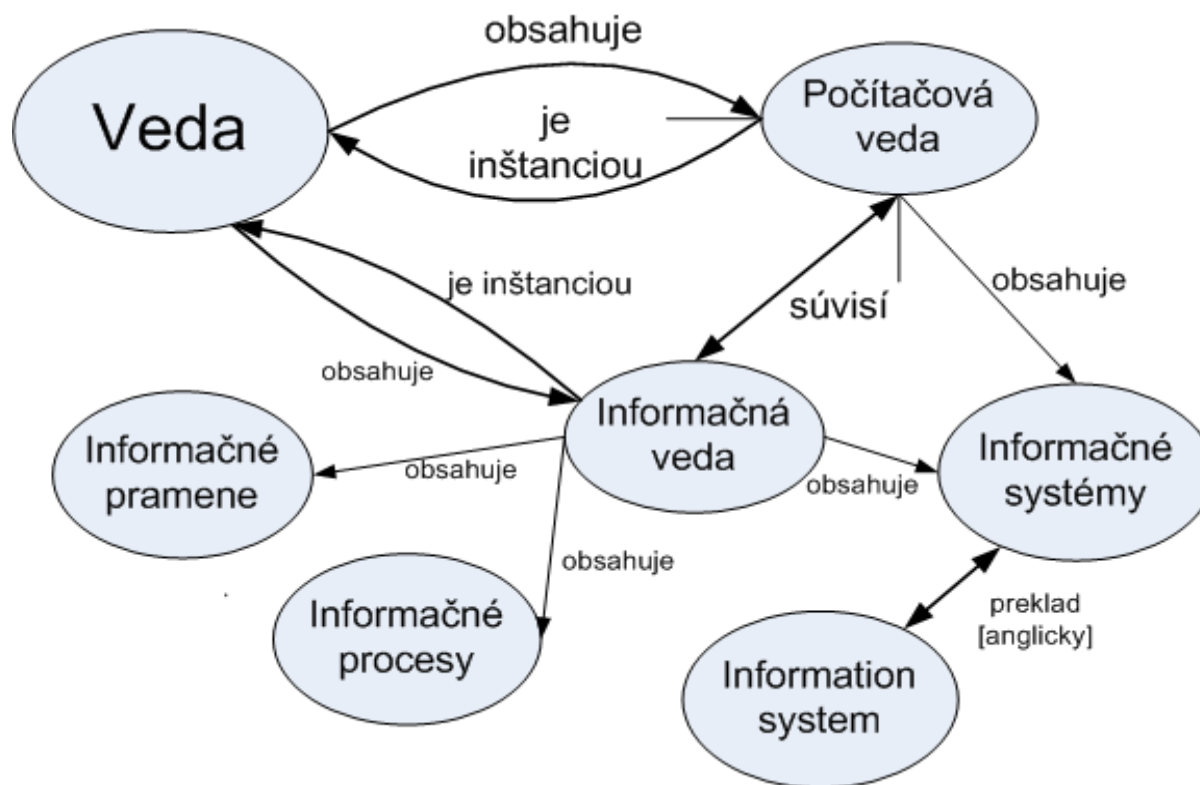 obsahuje
Veda
je
inštanciou
Počítačová
veda
je inštanciou
súvisí
obsahuje
obsahuje
Informačné
pramene
obsahuje
Informačná
veda
obsahuje
Informačné
systémy
obsahuje
Informačné
procesy
preklad
[anglicky]
Information
system